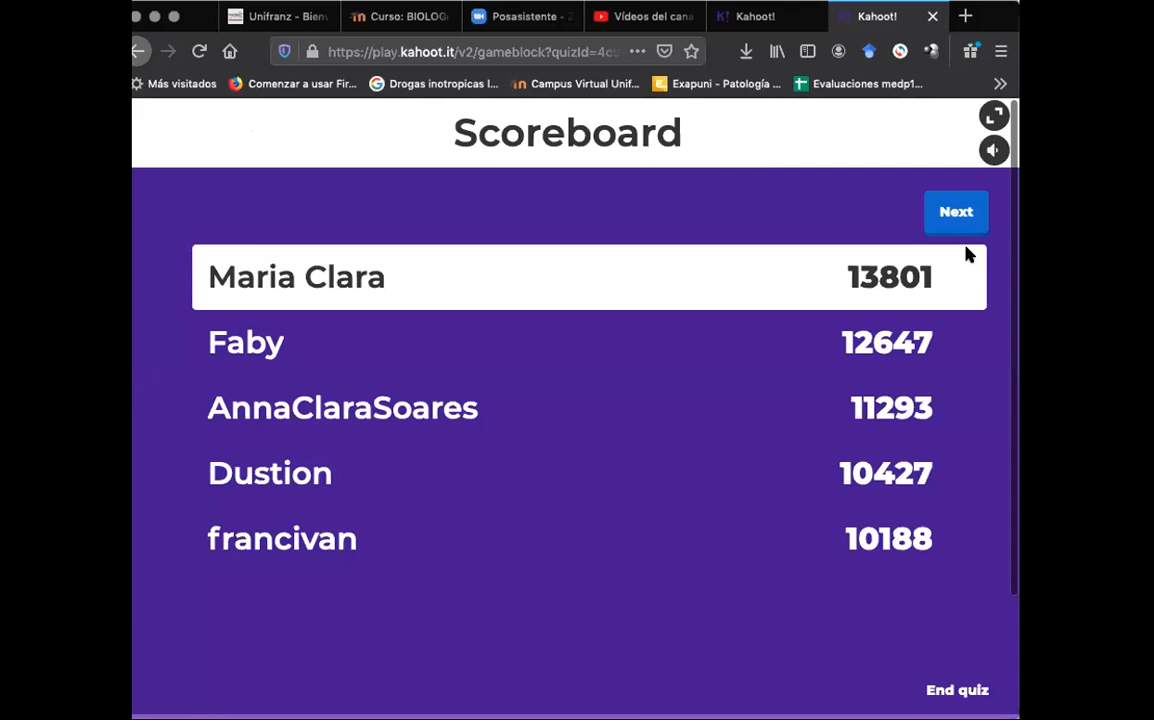 Unifranz - Bien
Curso: BIOLOG
Posasistente - 
Vídeos del cana
Kahoot!
Kahoot!
https://play.kahoot.it/v2/gameblock?quizId=4c
Más visitados
Comenzar a usar Fir...
Drogas inotropicas I...
Campus Virtual Unif...
Exapuni - Patología ...
Evaluaciones medp1...
Scoreboard
Next
Maria Clara 13801
Faby 12647
AnnaClaraSoares 11293
Dustion 10427
francivan 10188
End quiz